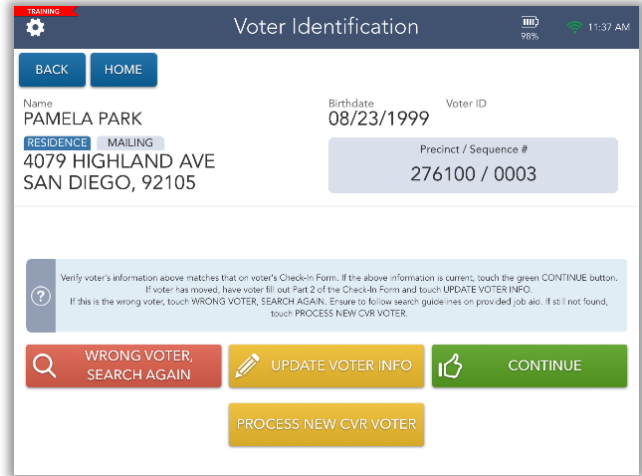 TRAINING
Voter Identification
98%
11:37 AM
BACK
HOME
Name
PAMELA PARK
Birthdate
08/23/1999
Voter ID
RESIDENCE
MAILING
4079 HIGHLAND AVE
SAN DIEGO, 92105
Precinct / Sequence #
276100 / 0003
Verify voter's information above matches that on voter's Check-In Form. If the above information is current, touch the green CONTINUE button.
If voter has moved, have voter fill out Part 2 of the Check-In Form and touch UPDATE VOTER INFO.
If this is the wrong voter, touch WRONG VOTER, SEARCH AGAIN. Ensure to follow search guidelines on provided job aid. If still not found,
touch PROCESS NEW CVR VOTER.
?
WRONG VOTER,
SEARCH AGAIN
UPDATE VOTER INFO
CONTINUE
PROCESS NEW CVR VOTER